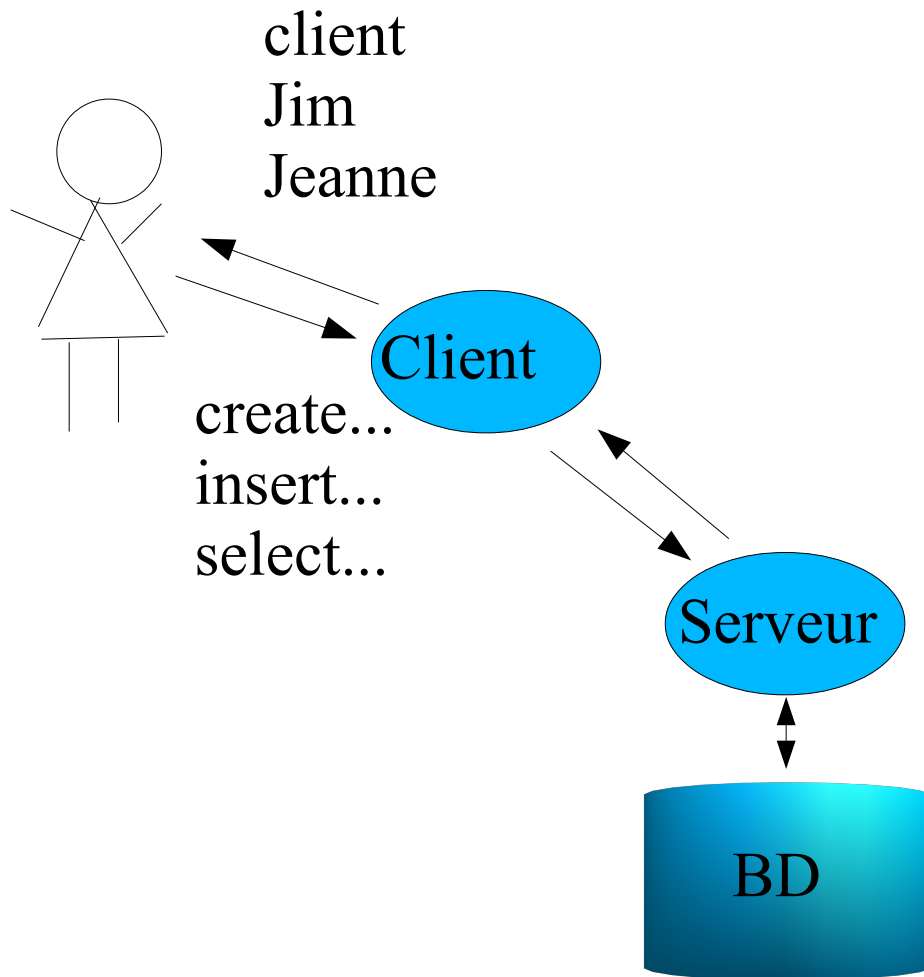 client
Jim
Jeanne
Client
create...
insert...
select...
Serveur
BD